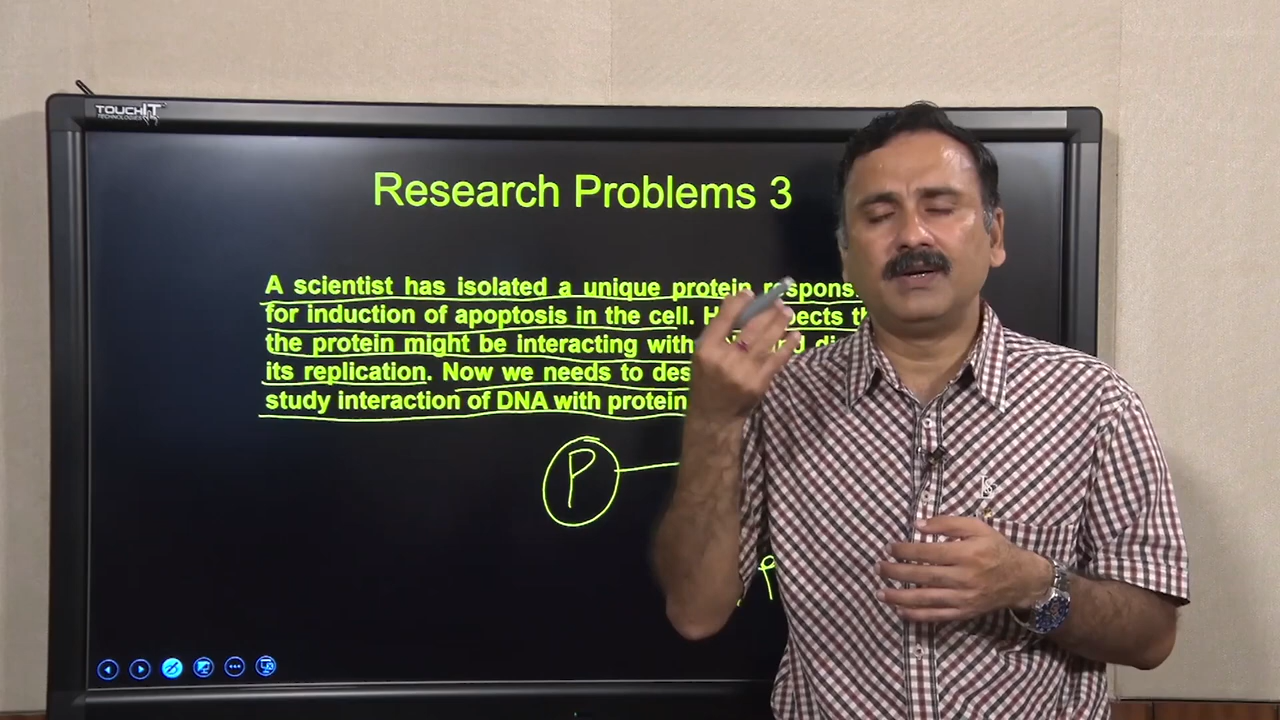 TOUCHIT
TECHNOLOGIES
Research Problems 3
A scientist has isolated a unique protein
for induction of apoptosis in the cell.
the protein might be interacting with
its replication. Now we needs to
study interaction of DNA with protein
P